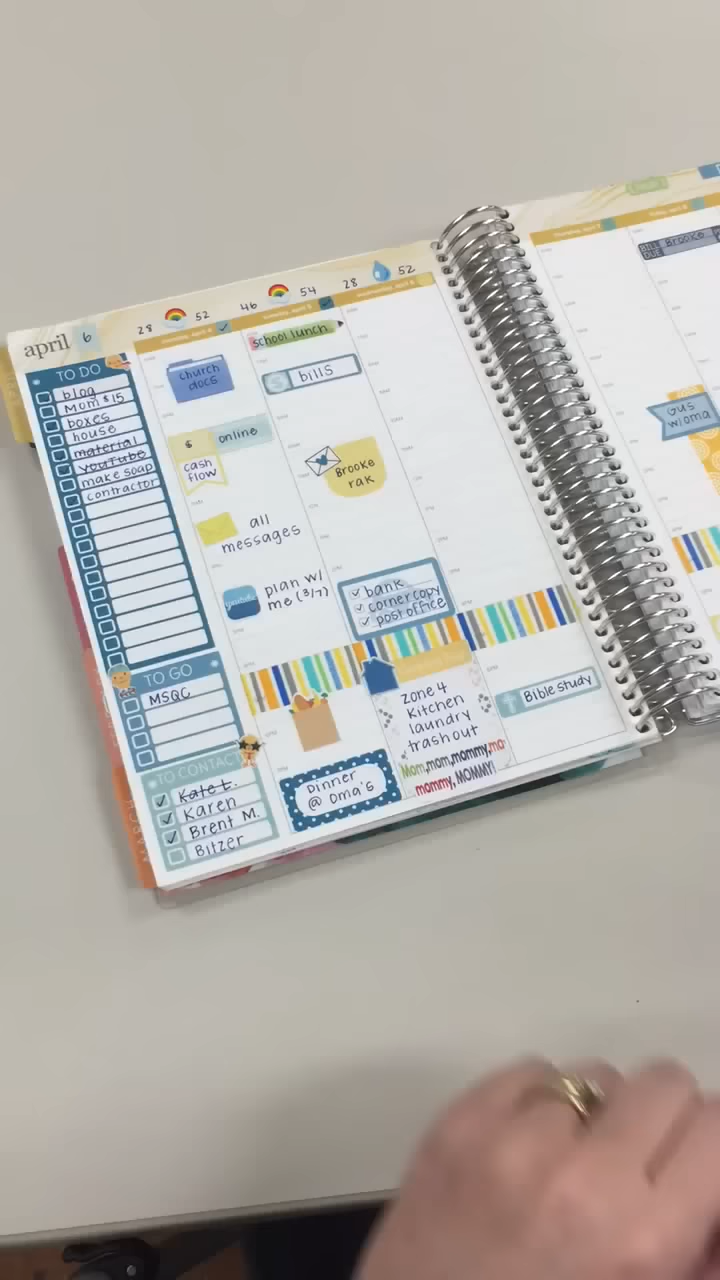 april 6
28 52
46 54
28 52
TO DO
blog
Mom $15
boxes
house
material
YouTube
make soap
contractor
TO GO
MSQC
TO CONTACT
Kate L.
Karen
Brent M.
Bitzer
church
docs
$ online
cash
flow
all
messages
youtube
plan w/
me (3/7)
Dinner
@ Oma's
school lunch
$ bills
Brooke
rak
bank
corner copy
post office
zone 4
Kitchen
laundry
trash out
Mom, mom, mommy, ma
mommy, MOMMY!
Bible study
BILL
DUE
Brooke
Gus
w/oma
MARCH